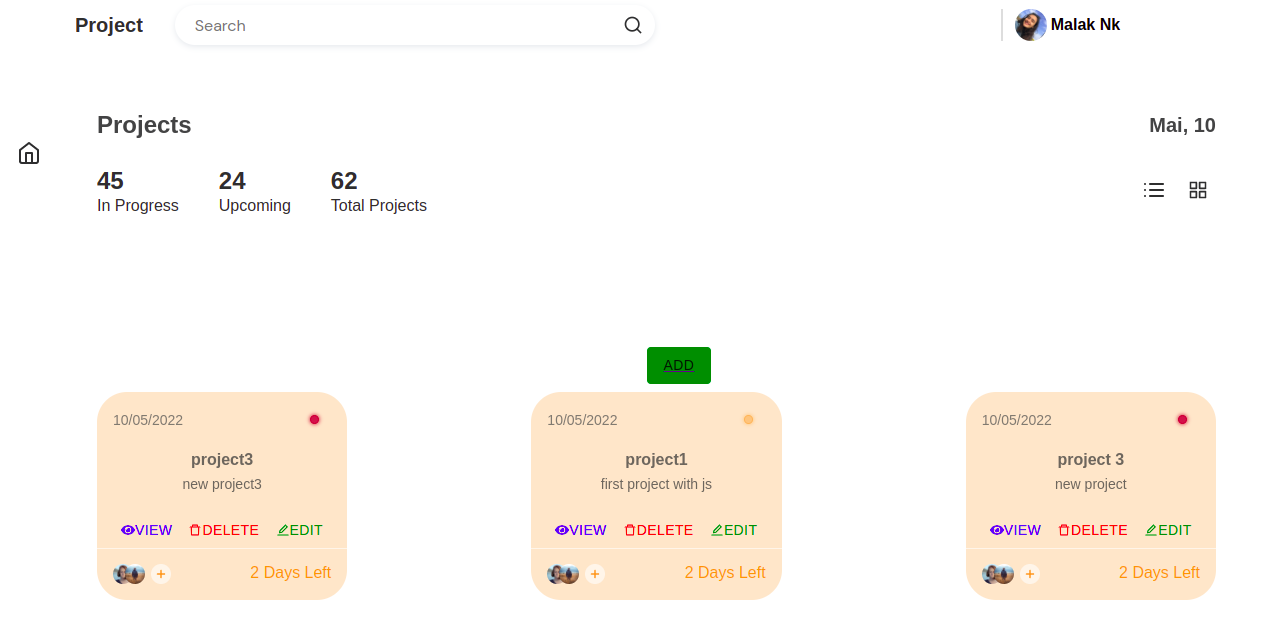 Project
Search
Malak Nk
Projects
Mai, 10
45
In Progress
24
Upcoming
62
Total Projects
ADD
10/05/2022
project3
new project3
VIEW DELETE EDIT
+
2 Days Left
10/05/2022
project1
first project with js
VIEW DELETE EDIT
+
2 Days Left
10/05/2022
project 3
new project
VIEW DELETE EDIT
+
2 Days Left